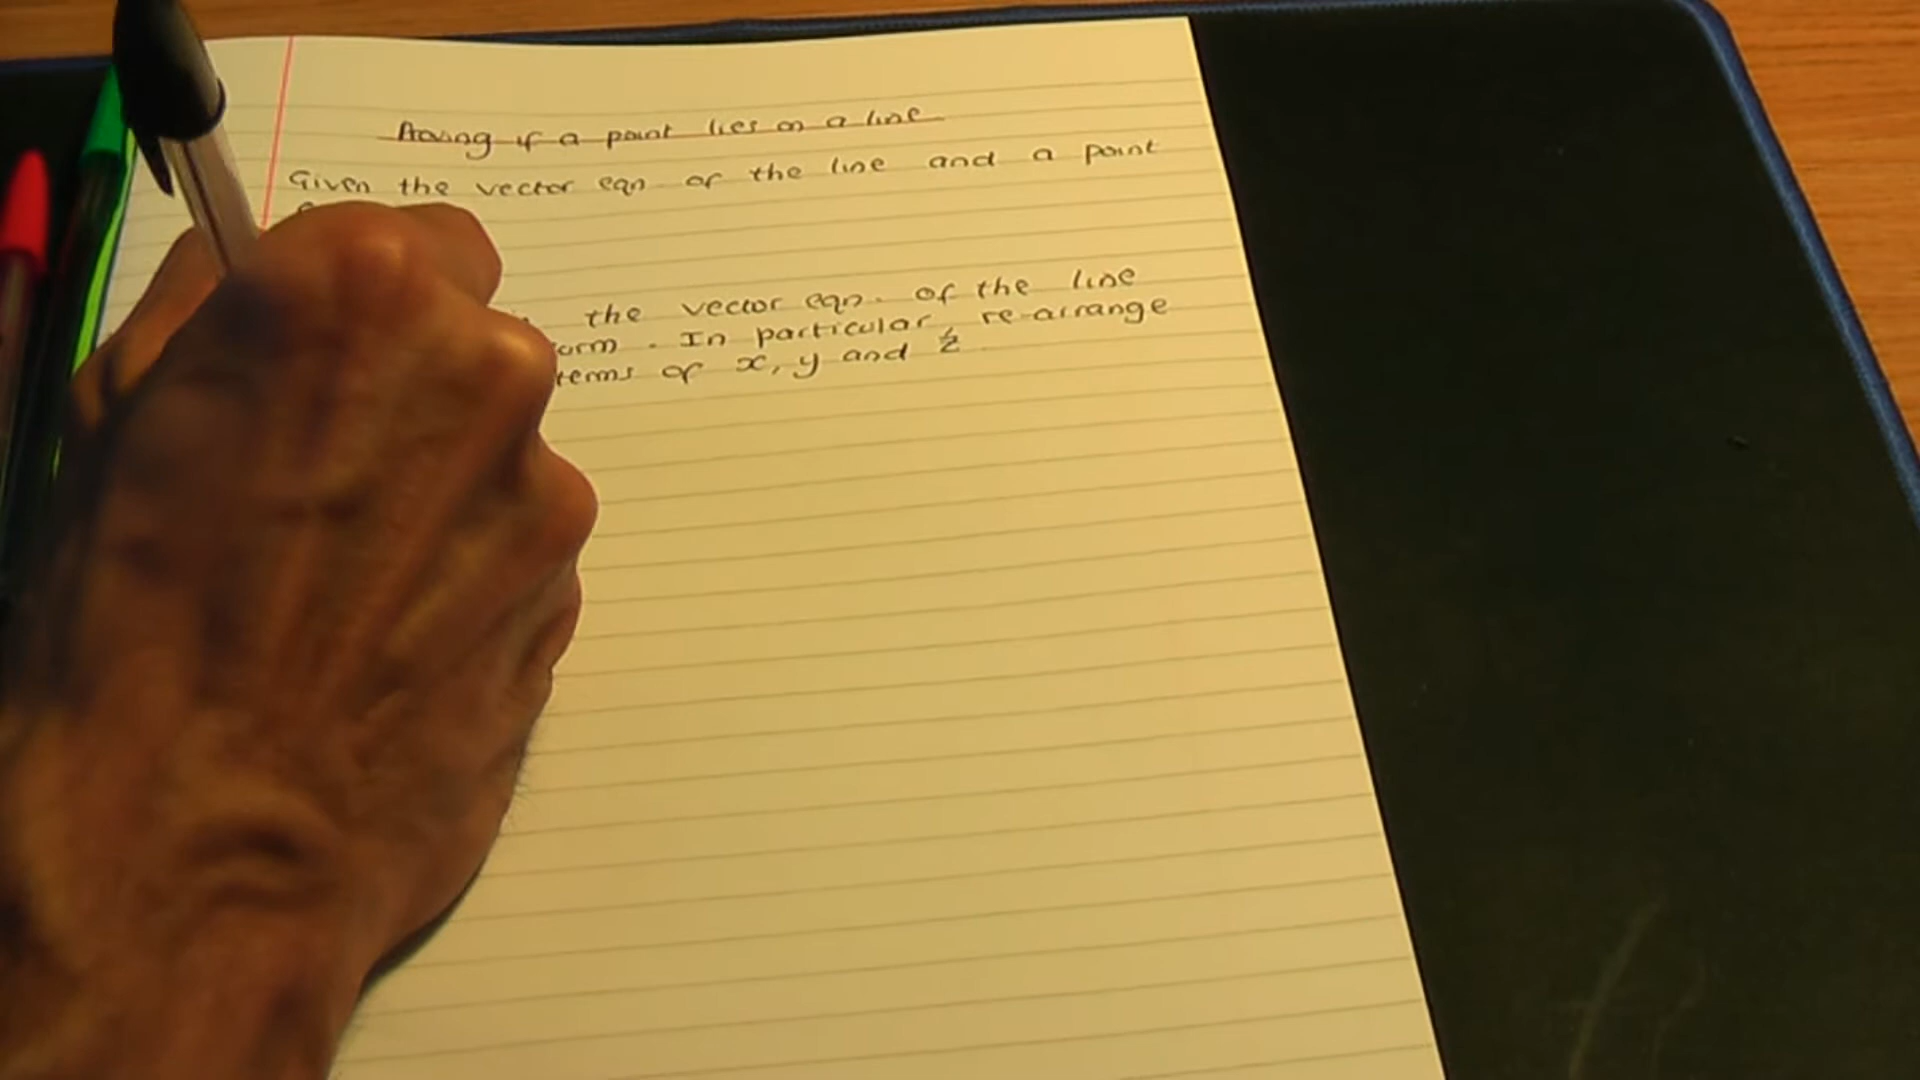 Proving if a point lies on a line
Given the vector eqn of the line and a point
the vector eqn. of the line
orm. In particular, re-arrange
terms of x, y and z